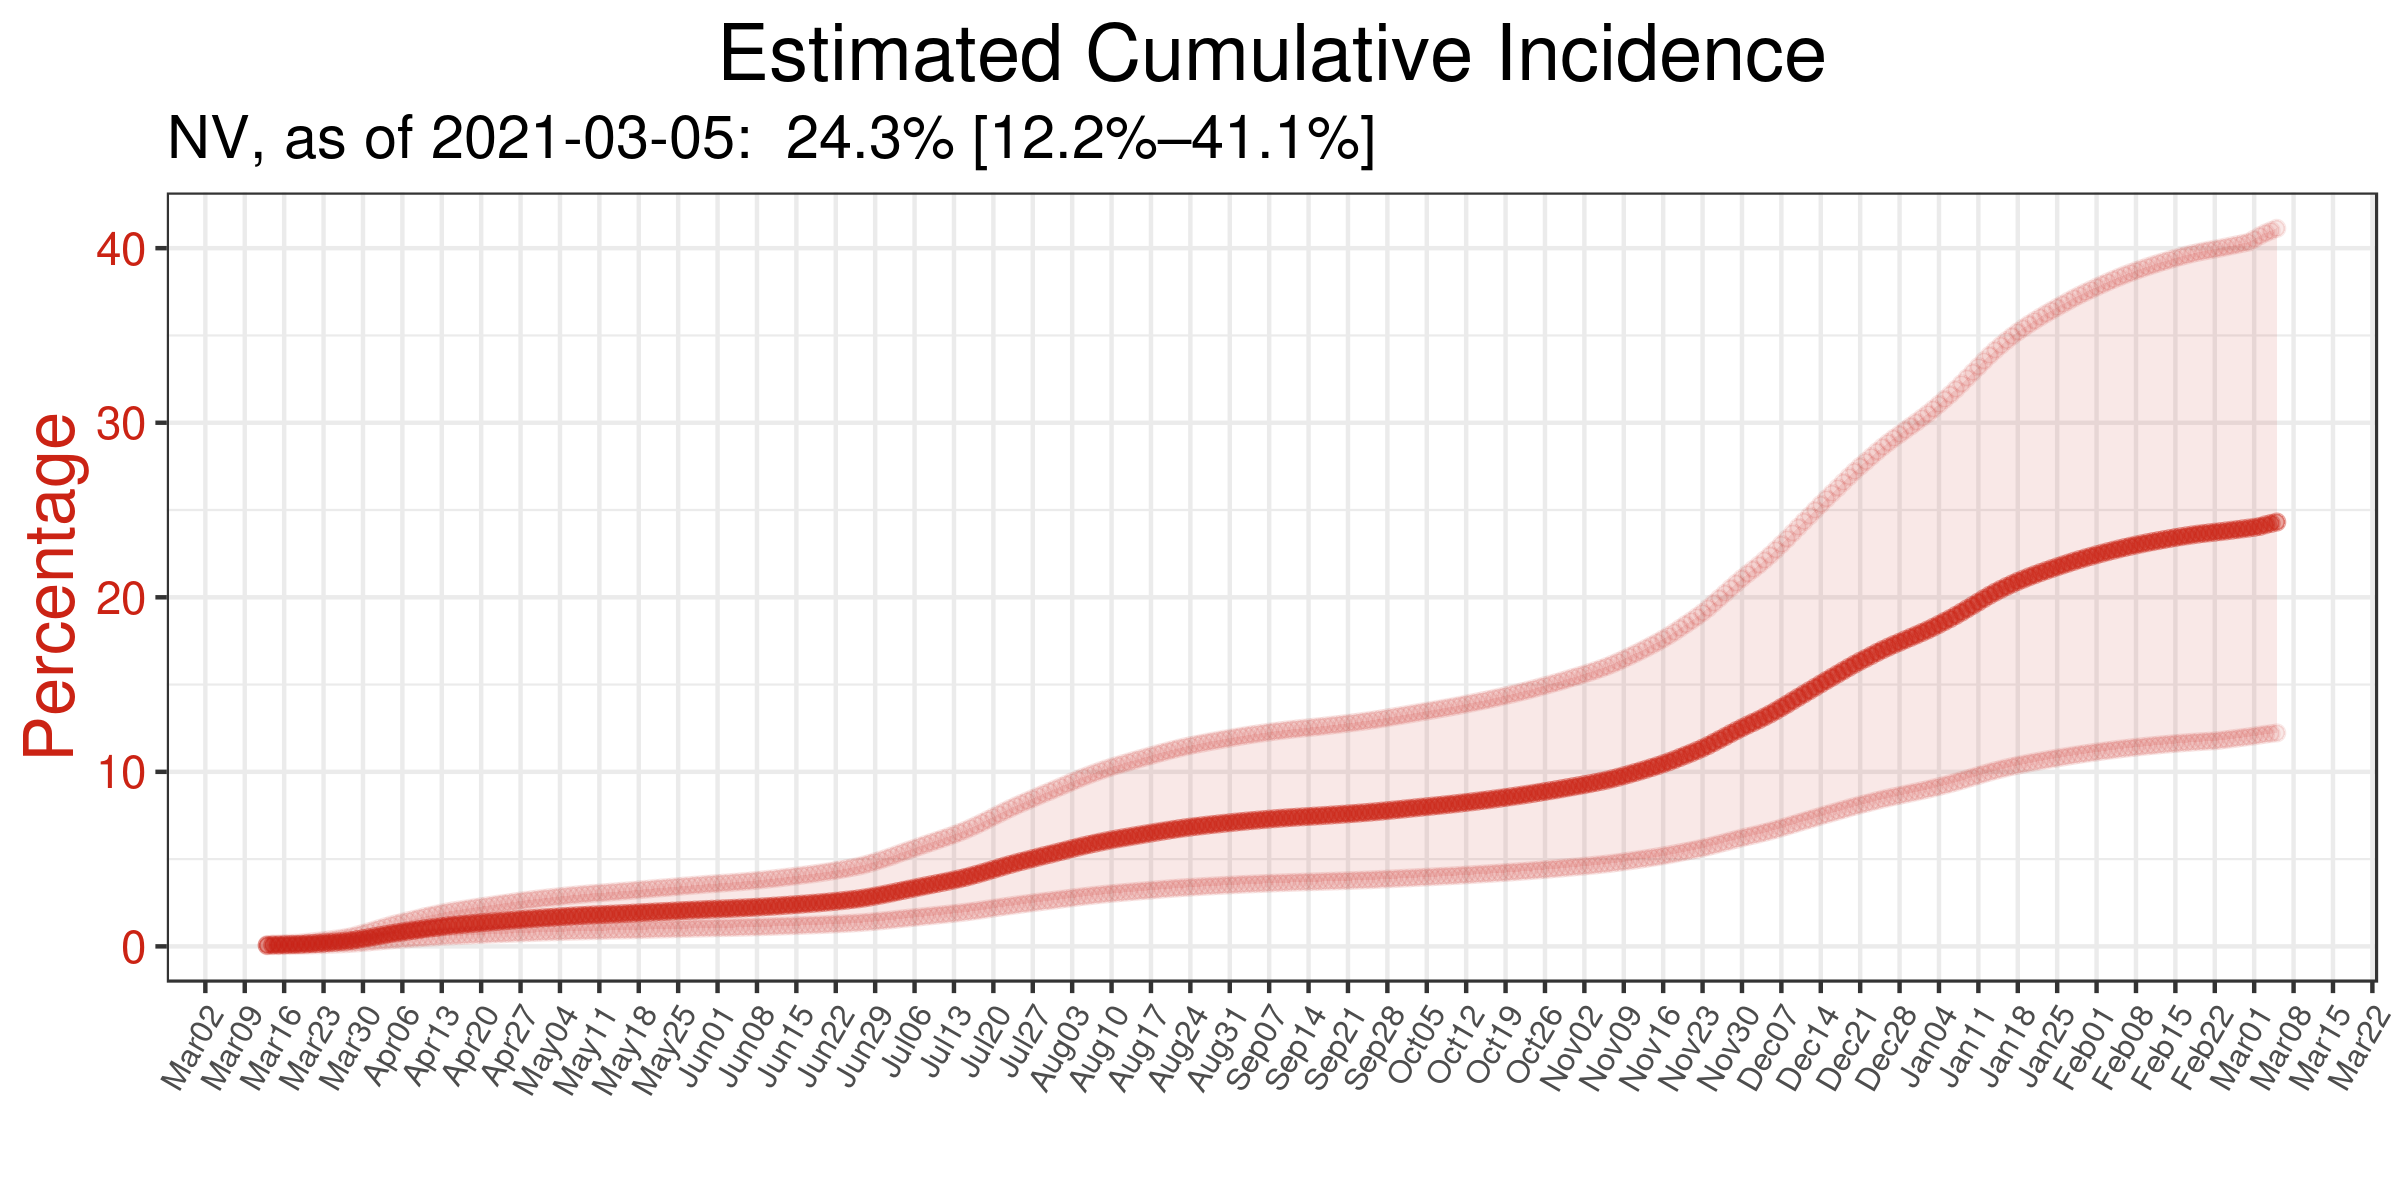 Estimated Cumulative Incidence
NV, as of 2021-03-05:  24.3% [12.2%–41.1%]
Percentage
40
30
20
10
0
Mar02 Mar09 Mar16 Mar23 Mar30 Apr06 Apr13 Apr20 Apr27 May04 May11 May18 May25 Jun01 Jun08 Jun15 Jun22 Jun29 Jul06 Jul13 Jul20 Jul27 Aug03 Aug10 Aug17 Aug24 Aug31 Sep07 Sep14 Sep21 Sep28 Oct05 Oct12 Oct19 Oct26 Nov02 Nov09 Nov16 Nov23 Nov30 Dec07 Dec14 Dec21 Dec28 Jan04 Jan11 Jan18 Jan25 Feb01 Feb08 Feb15 Feb22 Mar01 Mar08 Mar15 Mar22